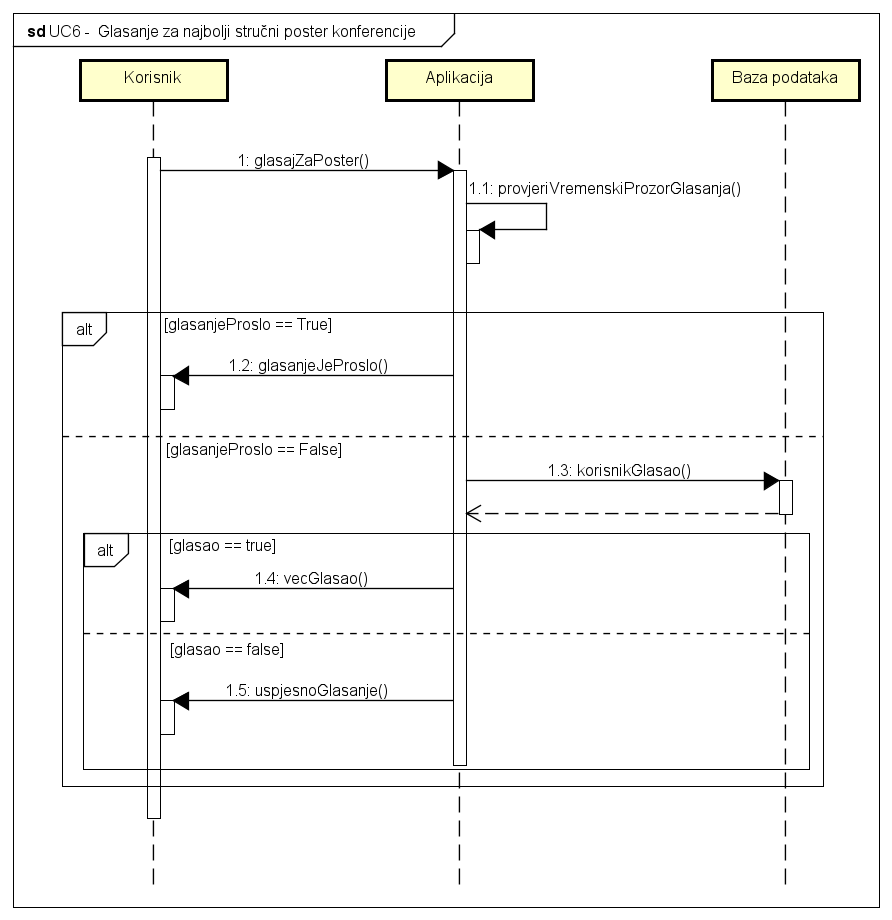 sd UC6 - Glasanje za najbolji stručni poster konferencije
Korisnik
Aplikacija
Baza podataka
1: glasajZaPoster()
1.1: provjeriVremenskiProzorGlasanja()
alt
[glasanjeProslo == True]
1.2: glasanjeJeProslo()
[glasanjeProslo == False]
1.3: korisnikGlasao()
alt
[glasao == true]
1.4: vecGlasao()
[glasao == false]
1.5: uspjesnoGlasanje()